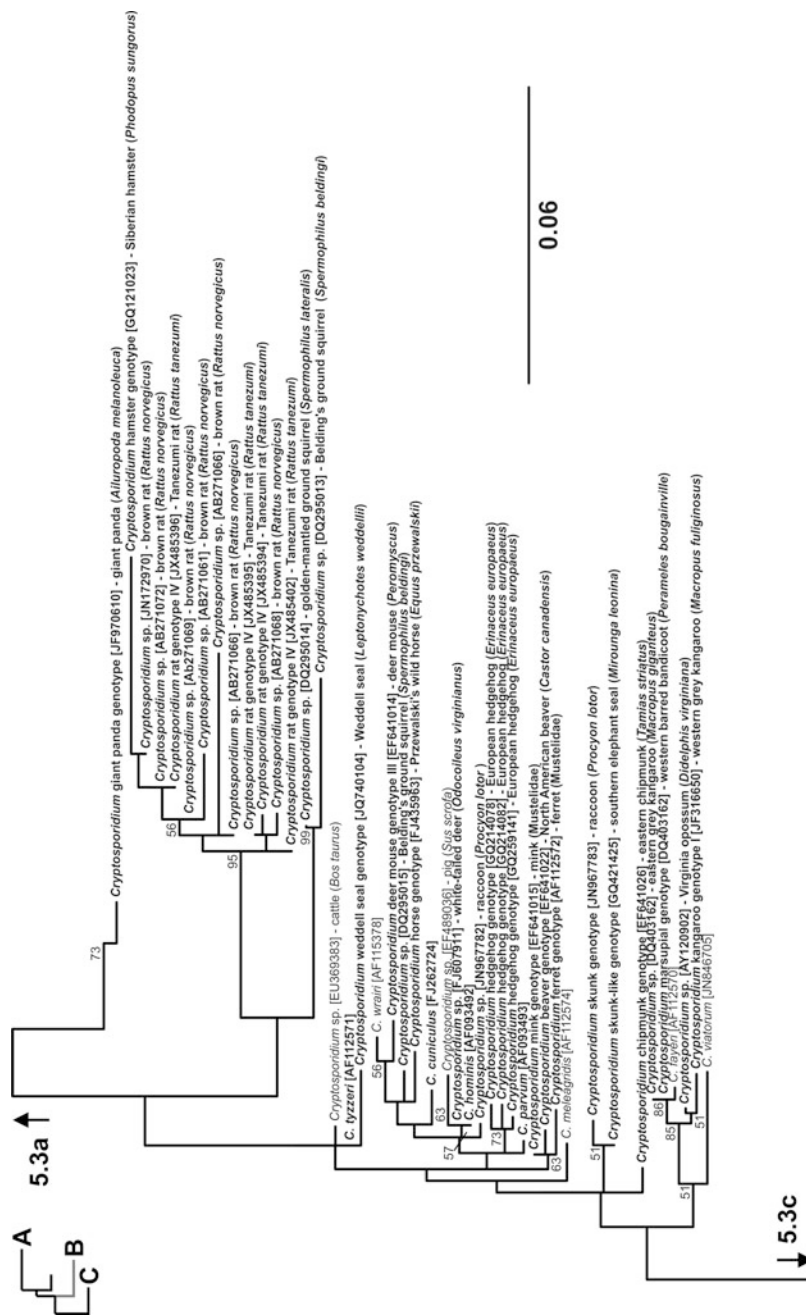 A
B
C
5.3a
73
Cryptosporidium giant panda genotype [JF970610] - giant panda (Ailuropoda melanoleuca)
Cryptosporidium hamster genotype [GQ121023] - Siberian hamster (Phodopus sungorus)
Cryptosporidium sp. [JN172970] - brown rat (Rattus norvegicus)
Cryptosporidium sp. [AB271072] - brown rat (Rattus norvegicus)
Cryptosporidium rat genotype IV [JX485396] - Tanezumi rat (Rattus tanezumi)
56
Cryptosporidium sp. [Ab271069] - brown rat (Rattus norvegicus)
Cryptosporidium sp. [AB271061] - brown rat (Rattus norvegicus)
Cryptosporidium sp. [AB271066] - brown rat (Rattus norvegicus)
95
Cryptosporidium sp. [AB271066] - brown rat (Rattus norvegicus)
Cryptosporidium rat genotype IV [JX485395] - Tanezumi rat (Rattus tanezumi)
Cryptosporidium rat genotype IV [JX485394] - Tanezumi rat (Rattus tanezumi)
Cryptosporidium sp. [AB271068] - brown rat (Rattus norvegicus)
Cryptosporidium rat genotype IV [JX485402] - Tanezumi rat (Rattus tanezumi)
99
Cryptosporidium sp. [DQ295014] - golden-mantled ground squirrel (Spermophilus lateralis)
Cryptosporidium sp. [DQ295013] - Belding's ground squirrel (Spermophilus beldingi)
Cryptosporidium sp. [EU369383] - cattle (Bos taurus)
C. tyzzeri [AF112571]
Cryptosporidium weddell seal genotype [JQ740104] - Weddell seal (Leptonychotes weddellii)
56
C. wrairi [AF115378]
Cryptosporidium deer mouse genotype III [EF641014] - deer mouse (Peromyscus)
Cryptosporidium sp. [DQ295015] - Belding's ground squirrel (Spermophilus beldingi)
Cryptosporidium horse genotype [FJ435963] - Przewalski's wild horse (Equus przewalskii)
C. cuniculus [FJ262724]
63
Cryptosporidium sp. [EF489036] - pig (Sus scrofa)
Cryptosporidium sp. [FJ607911] - white-tailed deer (Odocoileus virginianus)
57
C. hominis [AF093492]
Cryptosporidium sp. [JN967782] - raccoon (Procyon lotor)
Cryptosporidium hedgehog genotype [GQ214078] - European hedgehog (Erinaceus europaeus)
73
Cryptosporidium hedgehog genotype [GQ214082] - European hedgehog (Erinaceus europaeus)
Cryptosporidium hedgehog genotype [GQ259141] - European hedgehog (Erinaceus europaeus)
C. parvum [AF093493]
Cryptosporidium mink genotype [EF641015] - mink (Mustelidae)
Cryptosporidium beaver genotype [EF641022] - North American beaver (Castor canadensis)
63
Cryptosporidium ferret genotype [AF112572] - ferret (Mustelidae)
C. meleagridis [AF112574]
51
Cryptosporidium skunk genotype [JN967783] - raccoon (Procyon lotor)
Cryptosporidium skunk-like genotype [GQ421425] - southern elephant seal (Mirounga leonina)
Cryptosporidium chipmunk genotype [EF641026] - eastern chipmunk (Tamias striatus)
86
Cryptosporidium sp. [DQ403162] - eastern grey kangaroo (Macropus giganteus)
Cryptosporidium marsupial genotype [DQ403162] - western barred bandicoot (Perameles bougainville)
85
C. fayeri [AF112570]
Cryptosporidium sp. [AY120902] - Virginia opossum (Didelphis virginiana)
51
Cryptosporidium kangaroo genotype I [JF316650] - western grey kangaroo (Macropus fuliginosus)
51
C. viatorum [JN846705]
0.06
5.3c